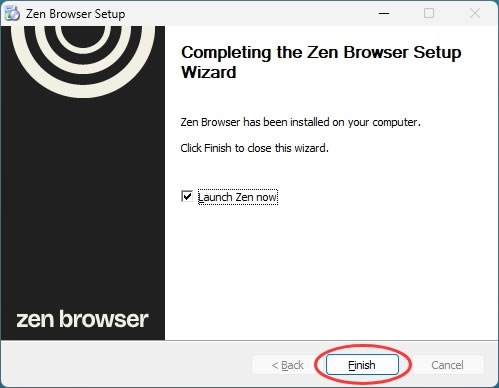 Zen Browser Setup
Completing the Zen Browser Setup
Wizard
Zen Browser has been installed on your computer.
Click Finish to close this wizard.
Launch Zen now
zen browser
< Back
Finish
Cancel